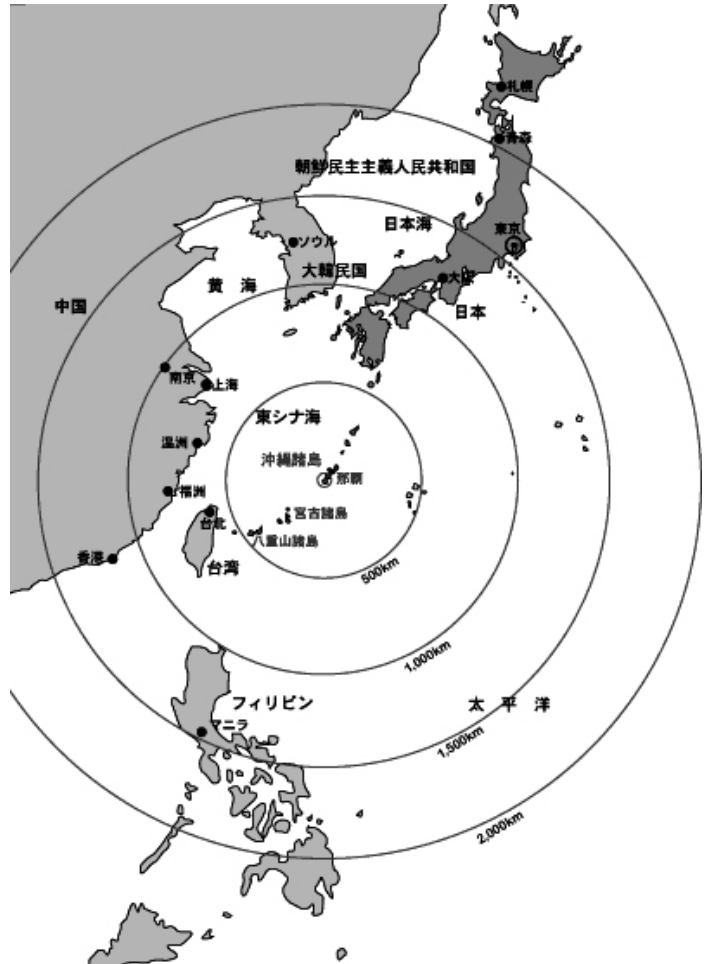 札幌
青森
朝鮮民主主義人民共和国
日本海
東京
ソウル
大韓民国
大阪
黄　海
中国
日本
南京
上海
東シナ海
温洲
沖縄諸島
那覇
福洲
宮古諸島
台北
八重山諸島
香港
台湾
500km
1,000km
フィリピン
太　平　洋
マニラ
1,500km
2,000km